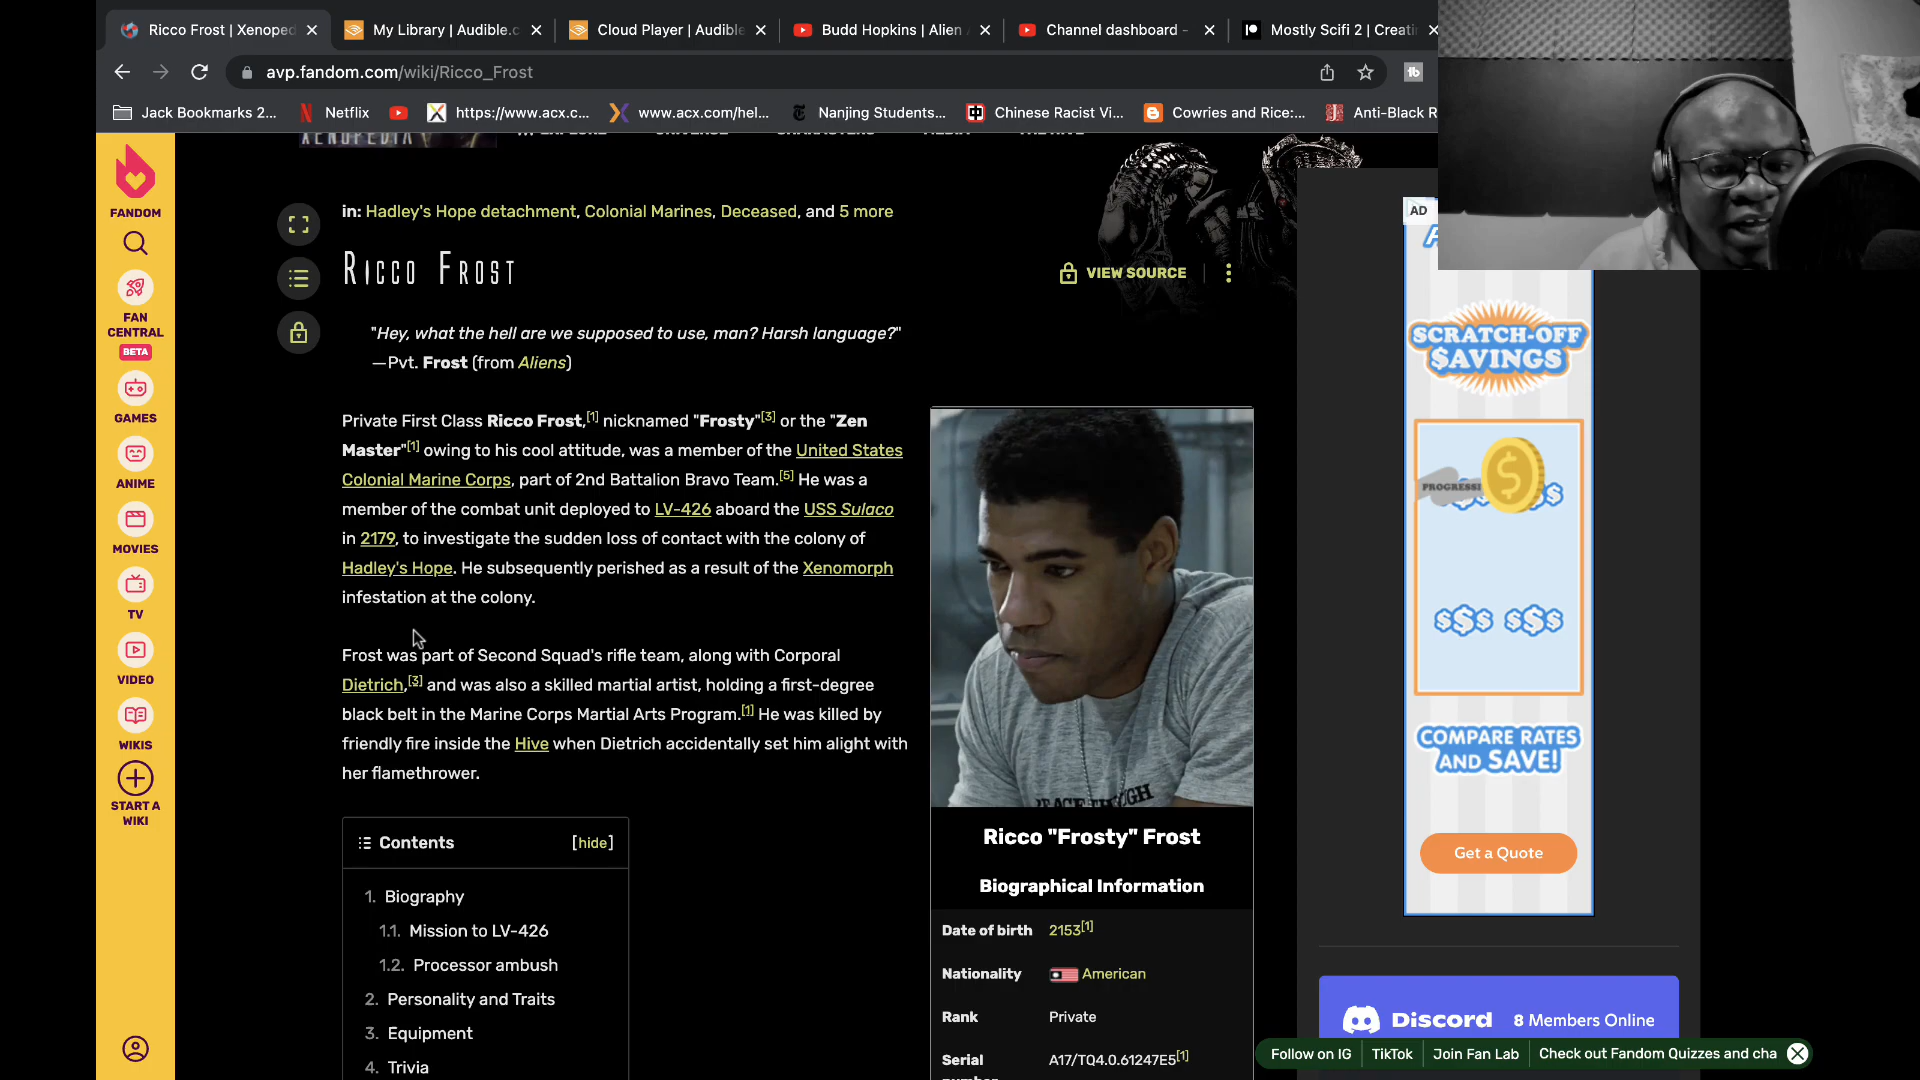 Ricco Frost | Xenoped
My Library | Audible.c
Cloud Player | Audible
Budd Hopkins | Alien
Channel dashboard -
Mostly Scifi 2 | Creati
avp.fandom.com/wiki/Ricco_Frost
Jack Bookmarks 2...
Netflix
https://www.acx.c...
www.acx.com/hel...
Nanjing Students...
Chinese Racist Vi...
Cowries and Rice:...
Anti-Black R
XENOPEDIA
FANDOM
FAN
CENTRAL
BETA
GAMES
ANIME
MOVIES
TV
VIDEO
WIKIS
START A
WIKI
in: Hadley's Hope detachment, Colonial Marines, Deceased, and 5 more
Ricco Frost
VIEW SOURCE
"Hey, what the hell are we supposed to use, man? Harsh language?"
—Pvt. Frost (from Aliens)
Private First Class Ricco Frost,[1] nicknamed "Frosty"[3] or the "Zen
Master"[1] owing to his cool attitude, was a member of the United States
Colonial Marine Corps, part of 2nd Battalion Bravo Team.[5] He was a
member of the combat unit deployed to LV-426 aboard the USS Sulaco
in 2179, to investigate the sudden loss of contact with the colony of
Hadley's Hope. He subsequently perished as a result of the Xenomorph
infestation at the colony.
Frost was part of Second Squad's rifle team, along with Corporal
Dietrich,[3] and was also a skilled martial artist, holding a first-degree
black belt in the Marine Corps Martial Arts Program.[1] He was killed by
friendly fire inside the Hive when Dietrich accidentally set him alight with
her flamethrower.
Contents [hide]
1. Biography
1.1. Mission to LV-426
1.2. Processor ambush
2. Personality and Traits
3. Equipment
4. Trivia
Ricco "Frosty" Frost
Biographical Information
Date of birth 2153[1]
Nationality American
Rank Private
Serial A17/TQ4.0.61247E5[1]
AD
SCRATCH-OFF
$AVINGS
PROGRESSI
$$$
$$$ $$$
COMPARE RATES
AND SAVE!
Get a Quote
Discord 8 Members Online
Follow on IG TikTok Join Fan Lab Check out Fandom Quizzes and cha